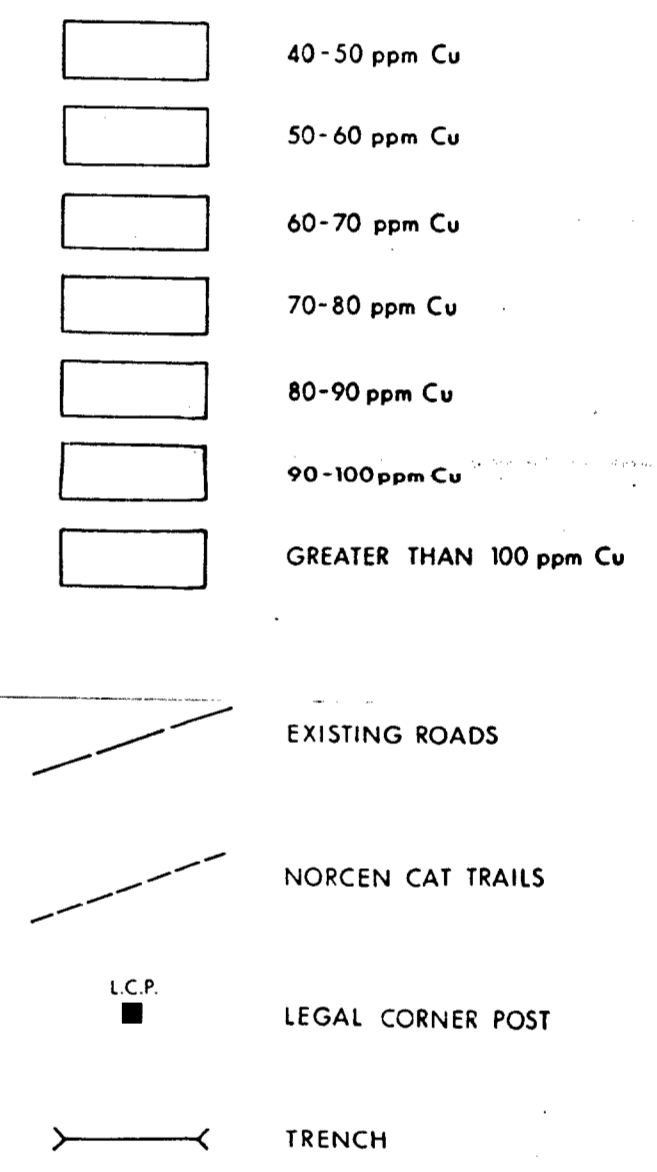 40-50 ppm Cu
50-60 ppm Cu
60-70 ppm Cu
70-80 ppm Cu
80-90 ppm Cu
90-100 ppm Cu
GREATER THAN 100 ppm Cu
EXISTING ROADS
NORCEN CAT TRAILS
L.C.P.
LEGAL CORNER POST
TRENCH